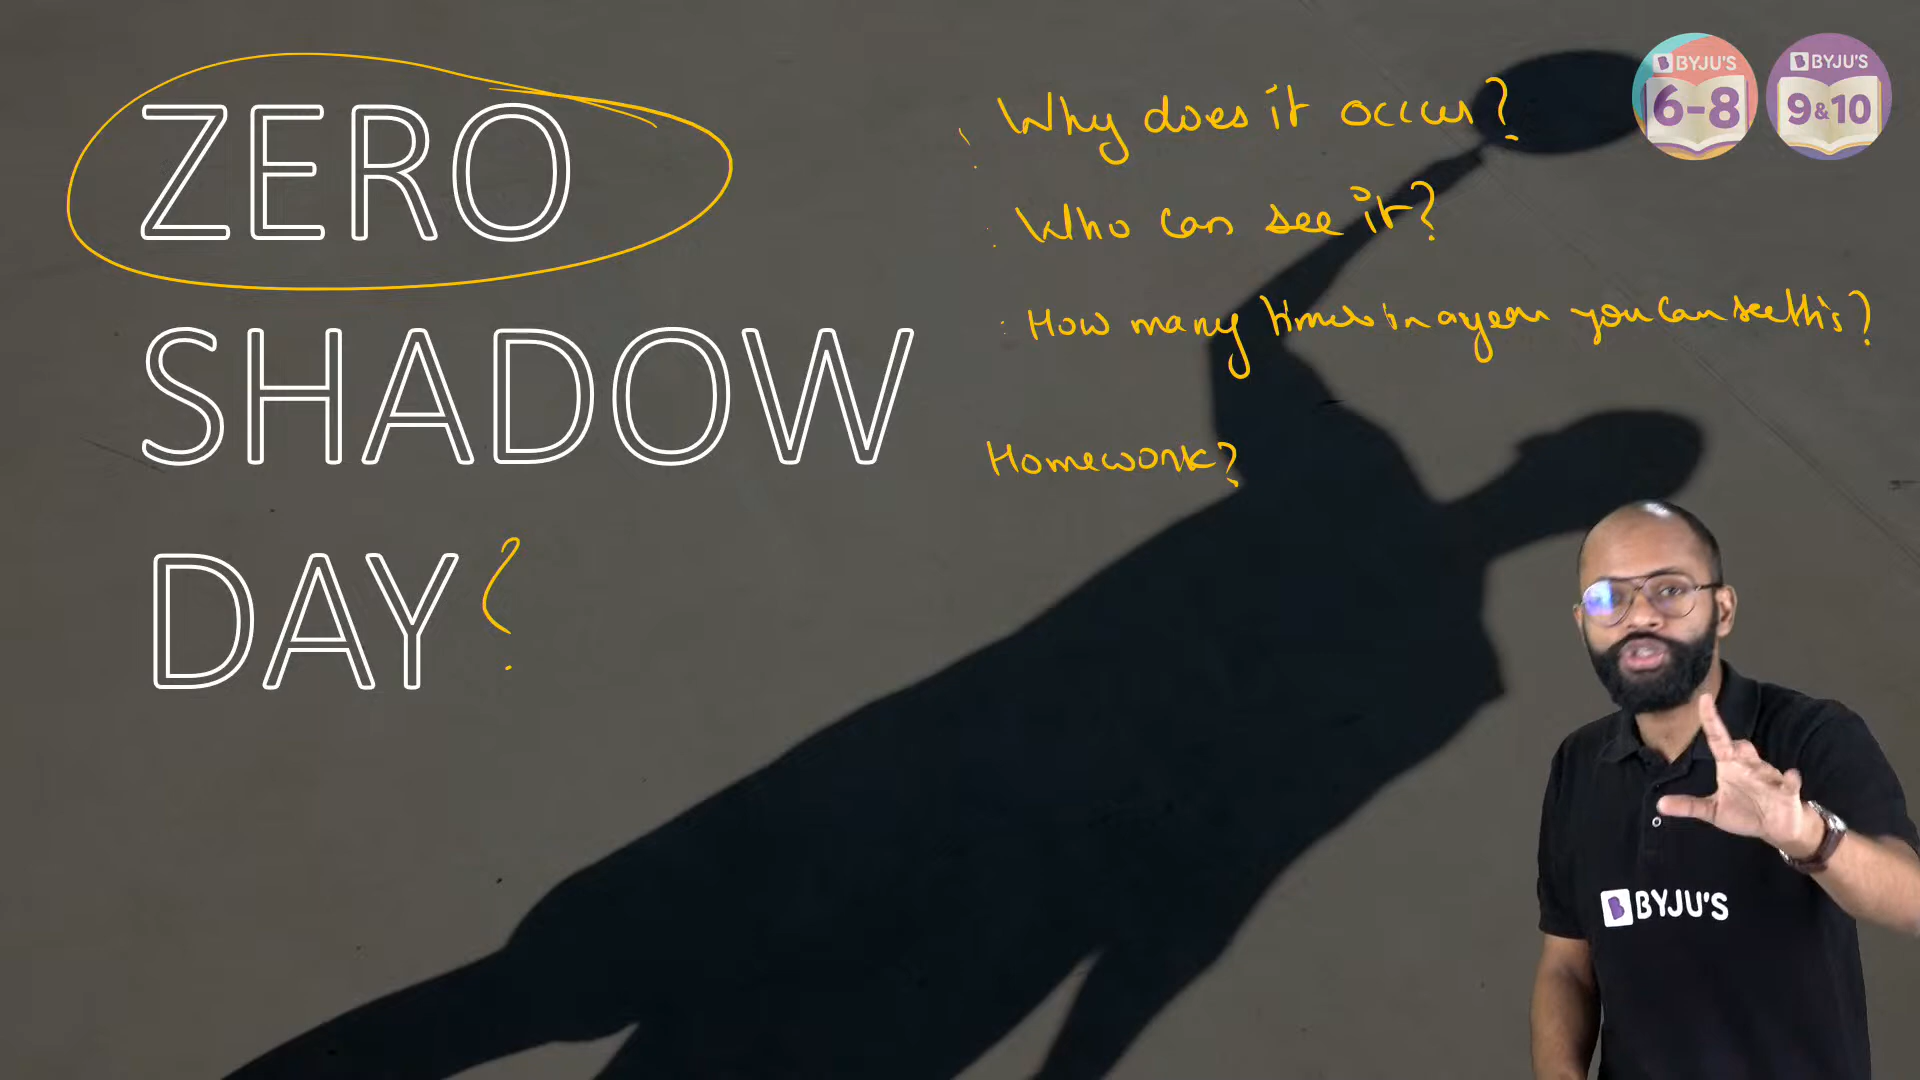 ZERO
SHADOW
DAY?
Why does it occur?
Who can see it?
How many times in a year you can see this?
Homework?
BYJU'S
6-8
BYJU'S
9&10
BYJU'S